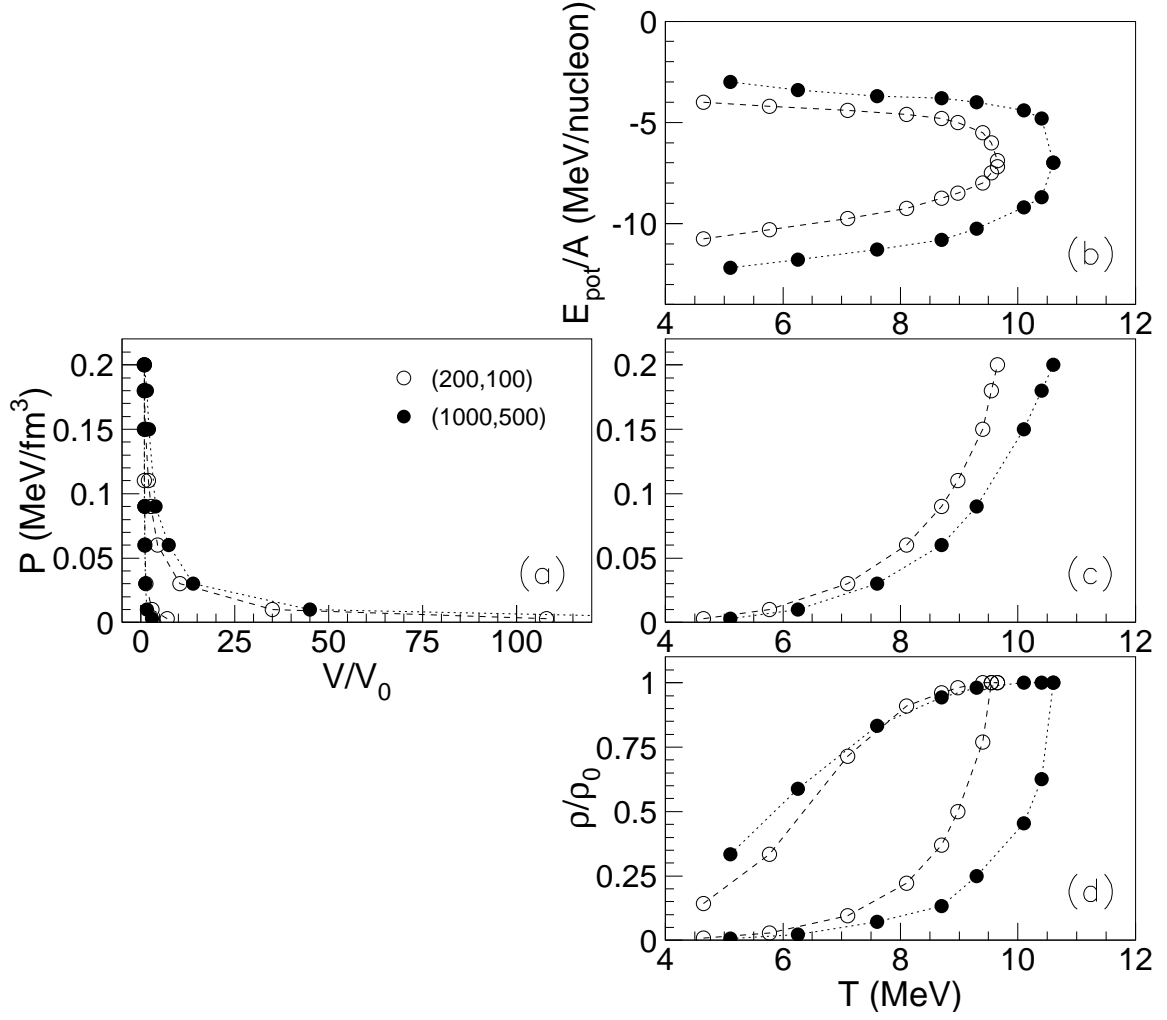 E_pot/A (MeV/nucleon)
-0
-5
-10
(b)
4 6 8 10 12
P (MeV/fm^3)
0.2
0.15
0.1
0.05
0
(200,100)
(1000,500)
(a)
0 25 50 75 100
V/V_0
0.2
0.15
0.1
0.05
0
(c)
4 6 8 10 12
ρ/ρ_0
1
0.75
0.5
0.25
0
(d)
4 6 8 10 12
T (MeV)